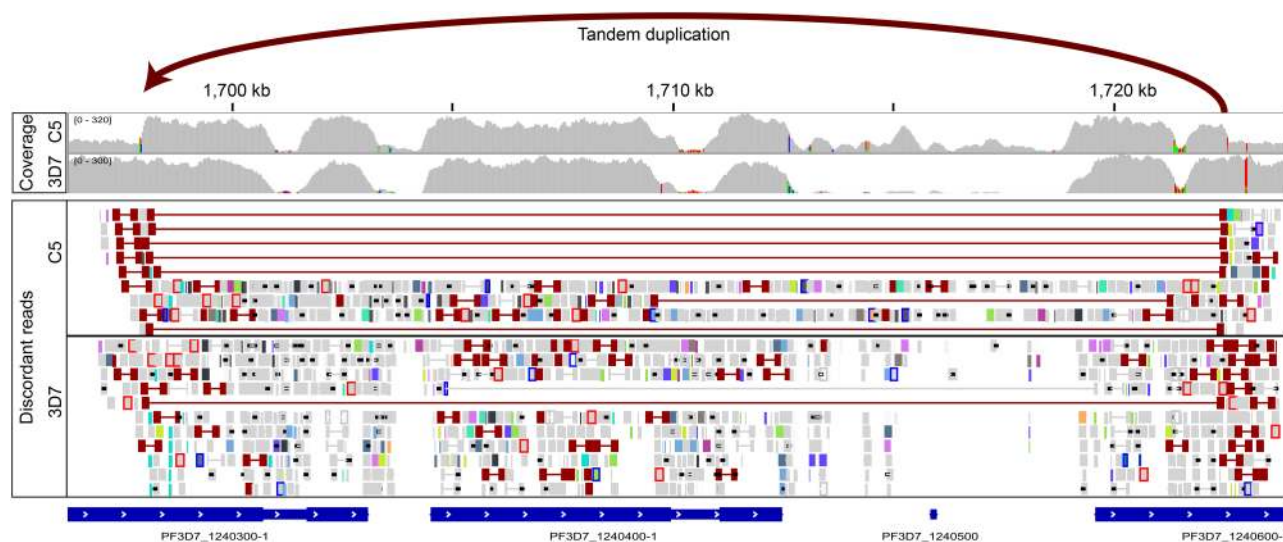 Tandem duplication
1,700 kb 1,710 kb 1,720 kb
Coverage
C5
[0 - 320]
3D7
[0 - 300]
Discordant reads
C5
3D7
PF3D7_1240300-1 PF3D7_1240400-1 PF3D7_1240500 PF3D7_1240600-